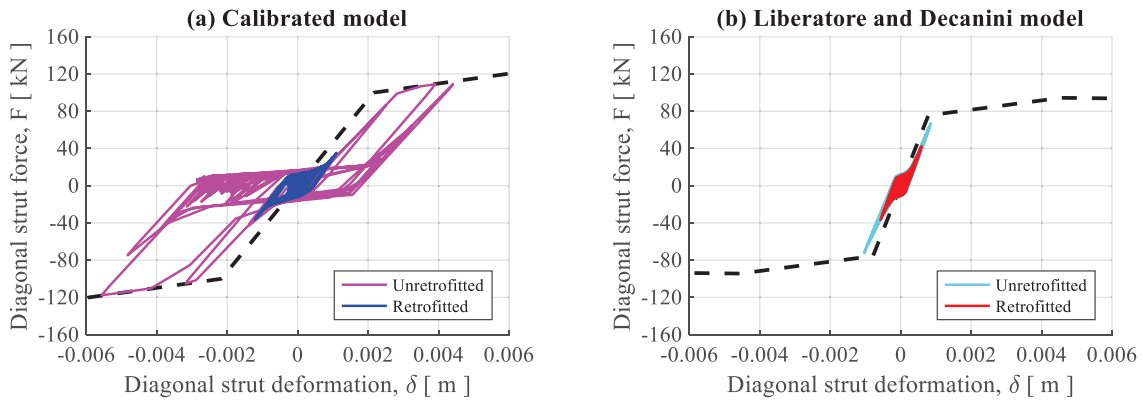 (a) Calibrated model
Diagonal strut force, F [ kN ]
160
120
80
40
0
-40
-80
-120
-160
-0.006 -0.004 -0.002 0 0.002 0.004 0.006
Diagonal strut deformation, δ [ m ]
Unretrofitted
Retrofitted
(b) Liberatore and Decanini model
Diagonal strut force, F [ kN ]
160
120
80
40
0
-40
-80
-120
-160
-0.006 -0.004 -0.002 0 0.002 0.004 0.006
Diagonal strut deformation, δ [ m ]
Unretrofitted
Retrofitted